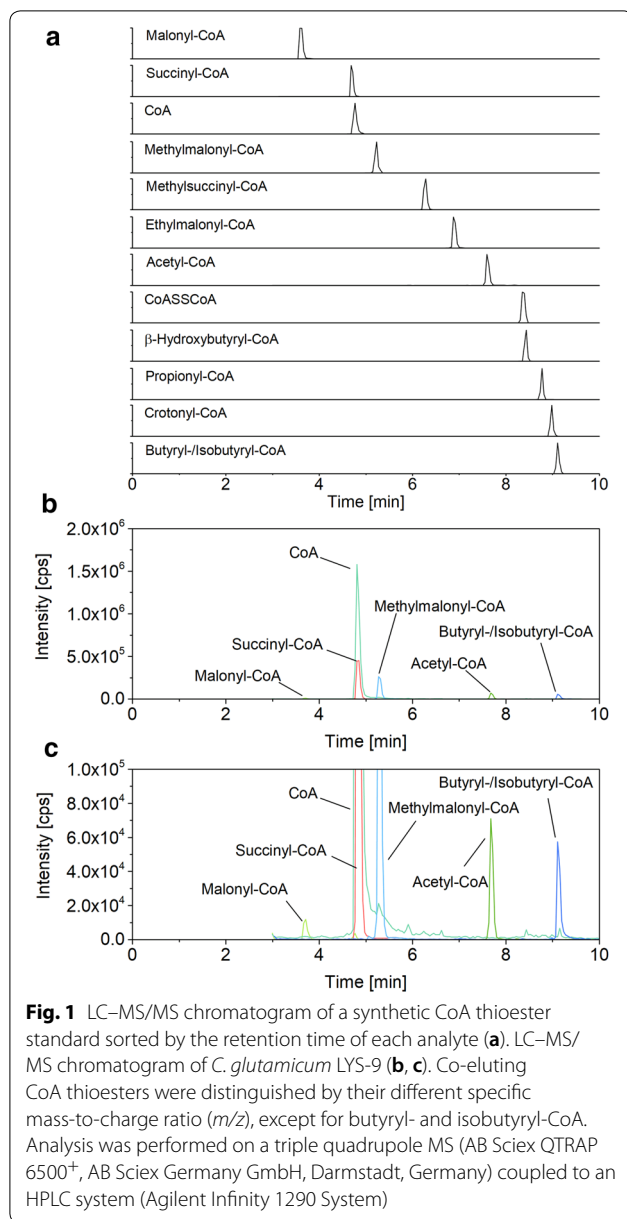 a
Malonyl-CoA
Succinyl-CoA
CoA
Methylmalonyl-CoA
Methylsuccinyl-CoA
Ethylmalonyl-CoA
Acetyl-CoA
CoASSCoA
β-Hydroxybutyryl-CoA
Propionyl-CoA
Crotonyl-CoA
Butyryl-/Isobutyryl-CoA
0 2 4 6 8 10
Time [min]
b
2.0x10⁶
1.5x10⁶
1.0x10⁶
5.0x10⁵
0.0
Intensity [cps]
CoA
Methylmalonyl-CoA
Succinyl-CoA
Butyryl-/Isobutyryl-CoA
Malonyl-CoA
Acetyl-CoA
0 2 4 6 8 10
Time [min]
c
1.0x10⁵
8.0x10⁴
6.0x10⁴
4.0x10⁴
2.0x10⁴
0.0
Intensity [cps]
Butyryl-/Isobutyryl-CoA
CoA
Methylmalonyl-CoA
Succinyl-CoA
Acetyl-CoA
Malonyl-CoA
0 2 4 6 8 10
Time [min]
Fig. 1 LC–MS/MS chromatogram of a synthetic CoA thioester
standard sorted by the retention time of each analyte (a). LC–MS/
MS chromatogram of C. glutamicum LYS-9 (b, c). Co-eluting
CoA thioesters were distinguished by their different specific
mass-to-charge ratio (m/z), except for butyryl- and isobutyryl-CoA.
Analysis was performed on a triple quadrupole MS (AB Sciex QTRAP
6500⁺, AB Sciex Germany GmbH, Darmstadt, Germany) coupled to an
HPLC system (Agilent Infinity 1290 System)